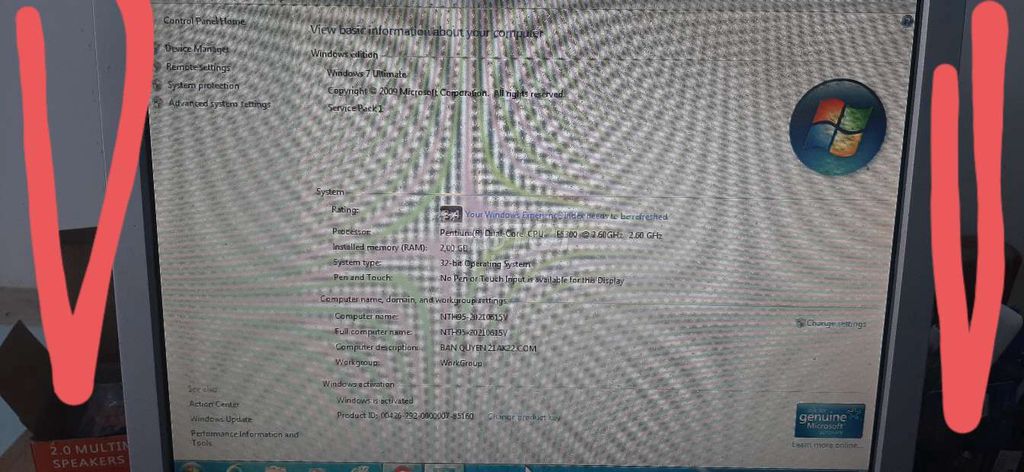 Control Panel Home
Device Manager
Remote settings
System protection
Advanced system settings
View basic information about your computer
Windows edition
Windows 7 Ultimate
Copyright © 2009 Microsoft Corporation. All rights reserved.
Service Pack 1
System
Rating: Your Windows Experience Index needs to be refreshed
Processor: Pentium(R) Dual-Core CPU E5300 @ 2.60GHz 2.60 GHz
Installed memory (RAM): 2.00 GB
System type: 32-bit Operating System
Pen and Touch: No Pen or Touch Input is available for this Display
Computer name, domain, and workgroup settings
Computer name: NTH95-20210615V
Change settings
Full computer name: NTH95-20210615V
Computer description: BAN QUYEN 21AK22.COM
Workgroup: WorkGroup
Windows activation
Windows is activated
Product ID: 00426-292-0000007-85160 Change product key
See also
Action Center
Windows Update
Performance Information and
Tools
genuine
Microsoft
Learn more online...
2.0 MULTIM
SPEAKERS